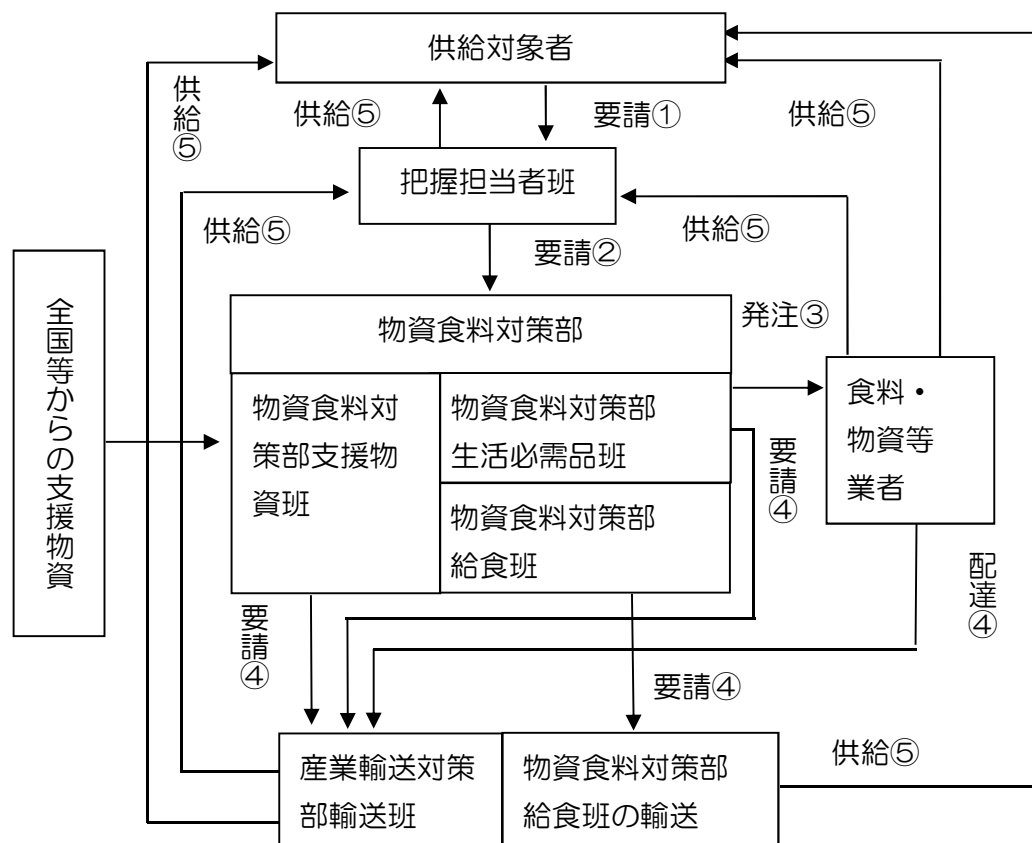 供給対象者
供給⑤
供給⑤
要請①
供給⑤
把握担当者班
供給⑤
供給⑤
要請②
全国等からの支援物資
物資食料対策部
発注③
物資食料対
策部支援物
資班
物資食料対策部
生活必需品班
物資食料対策部
給食班
食料・
物資等
業者
要請④
配達④
要請④
要請④
産業輸送対策
部輸送班
物資食料対策部
給食班の輸送
供給⑤